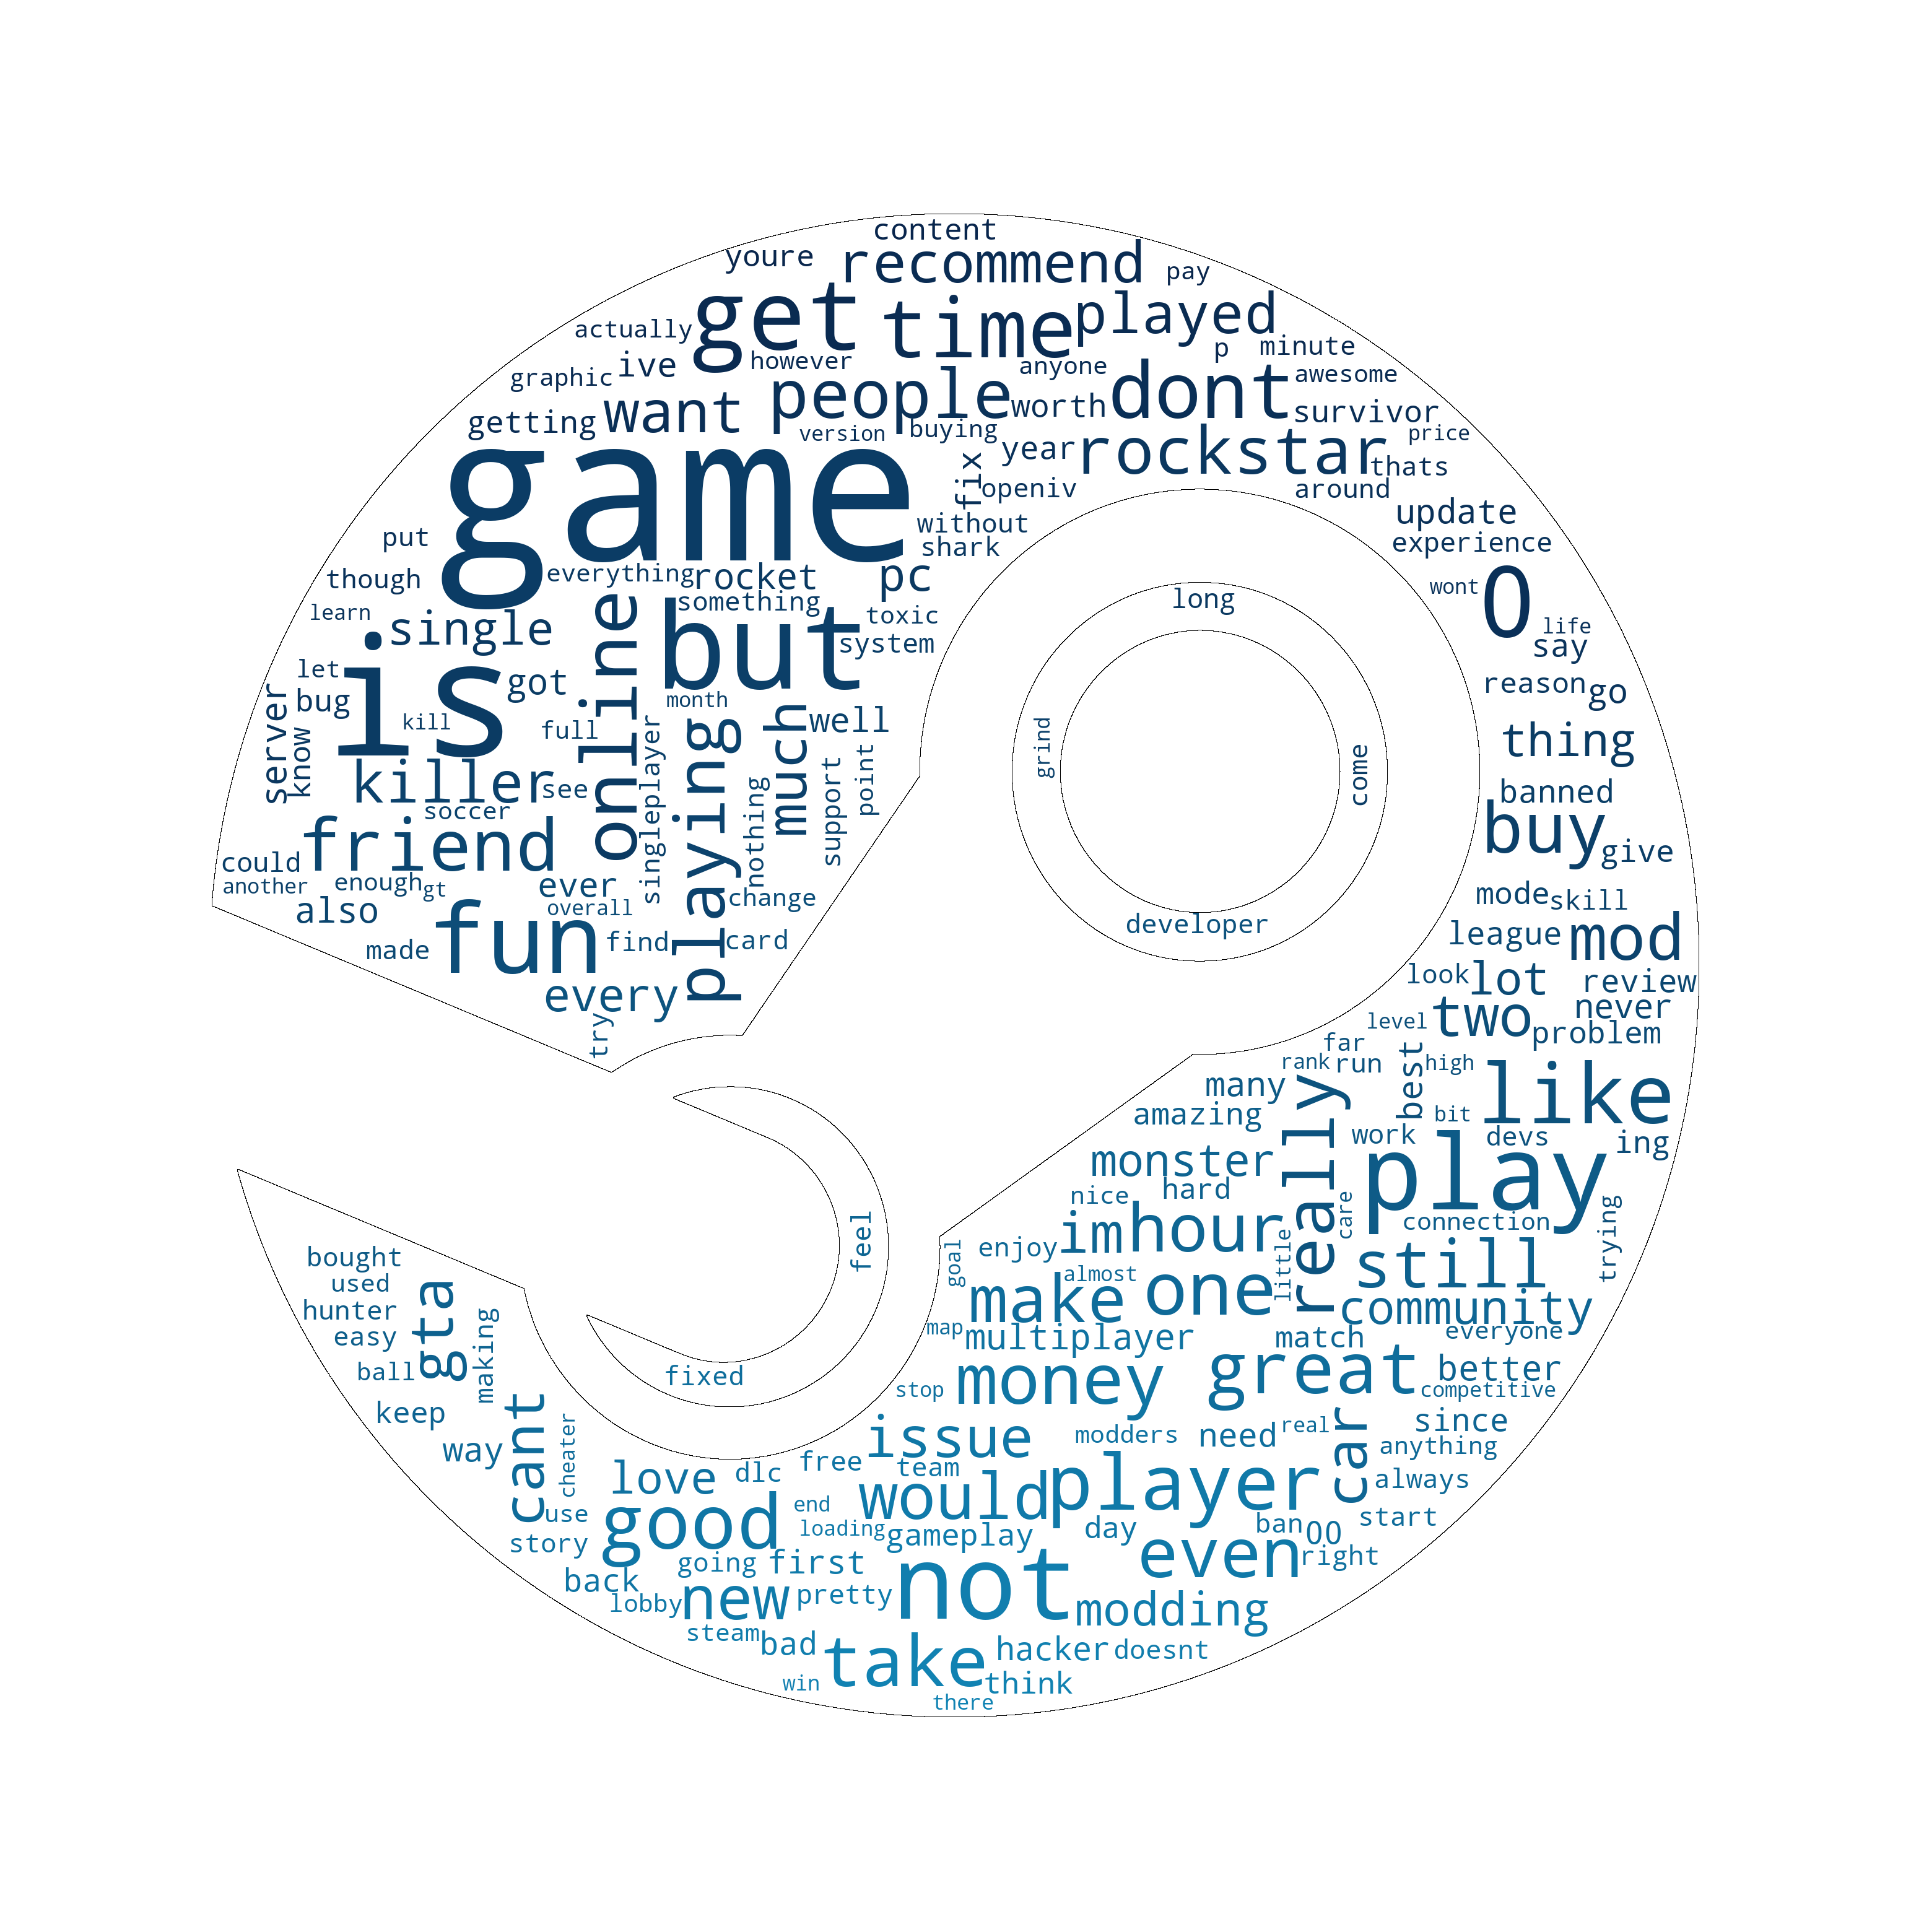 content
youre
recommend
pay
get
time
played
actually
ive
however
p
minute
graphic
anyone
awesome
people
dont
getting
want
worth
survivor
version
buying
year
rockstar
price
thats
game
fix
openiv
around
update
without
experience
put
shark
though
everything
rocket
pc
wont
0
learn
single
online
something
but
toxic
life
system
say
let
is
got
month
reason
go
server
bug
kill
full
singleplayer
playing
much
well
know
thing
killer
see
nothing
support
point
soccer
banned
friend
buy
could
give
another
enough
gt
ever
change
mode
skill
also
overall
fun
find
card
league
mod
made
every
look
lot
review
try
two
never
level
problem
long
grind
come
developer
far
rank
run
best
high
many
really
like
amazing
bit
work
devs
ing
monster
play
nice
hard
care
connection
trying
feel
im
hour
enjoy
goal
little
still
bought
almost
used
gta
make
one
community
hunter
making
map
multiplayer
match
everyone
easy
great
better
ball
fixed
money
competitive
stop
keep
cant
issue
modders
need
real
car
since
way
cheater
anything
love
dlc
free
team
player
always
use
good
end
would
start
loading
gameplay
day
ban
00
story
going
first
not
even
right
back
lobby
new
pretty
modding
steam
bad
take
hacker
doesnt
win
think
there